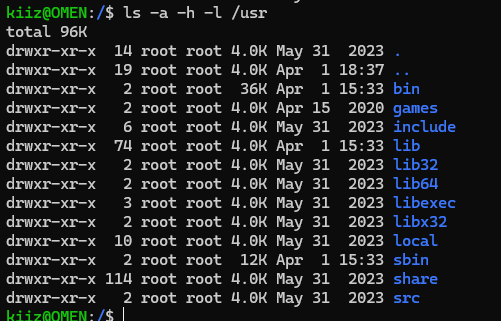 kiiz@OMEN:/$ ls -a -h -l /usr
total 96K
drwxr-xr-x  14 root root 4.0K May 31  2023 .
drwxr-xr-x  19 root root 4.0K Apr  1 18:37 ..
drwxr-xr-x   2 root root  36K Apr  1 15:33 bin
drwxr-xr-x   2 root root 4.0K Apr 15  2020 games
drwxr-xr-x   6 root root 4.0K May 31  2023 include
drwxr-xr-x  74 root root 4.0K Apr  1 15:33 lib
drwxr-xr-x   2 root root 4.0K May 31  2023 lib32
drwxr-xr-x   2 root root 4.0K May 31  2023 lib64
drwxr-xr-x   3 root root 4.0K May 31  2023 libexec
drwxr-xr-x   2 root root 4.0K May 31  2023 libx32
drwxr-xr-x  10 root root 4.0K May 31  2023 local
drwxr-xr-x   2 root root  12K Apr  1 15:33 sbin
drwxr-xr-x 114 root root 4.0K May 31  2023 share
drwxr-xr-x   2 root root 4.0K May 31  2023 src
kiiz@OMEN:/$